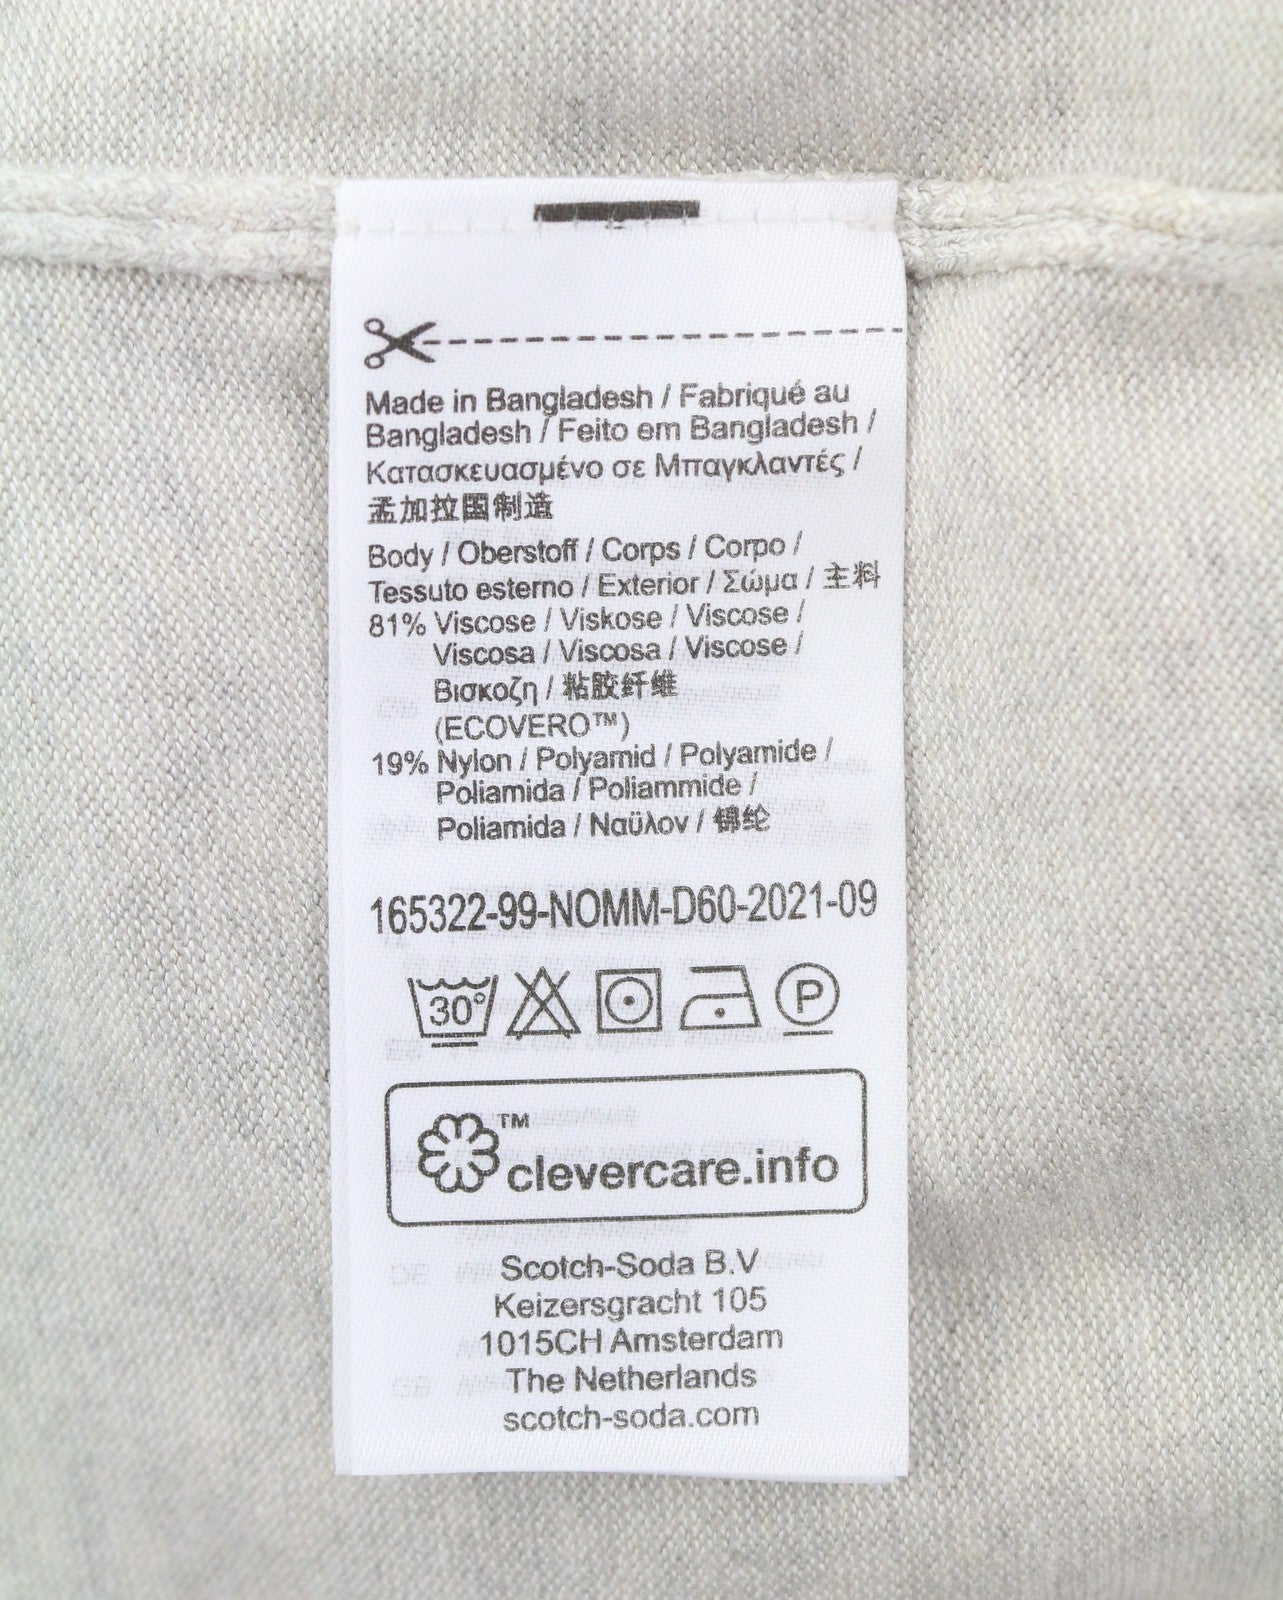 Made in Bangladesh / Fabriqué au
Bangladesh / Feito em Bangladesh /
Κατασκευασμένο σε Μπαγκλαντές /
孟加拉国制造
Body / Oberstoff / Corps / Corpo /
Tessuto esterno / Exterior / Σώμα / 主料
81% Viscose / Viskose / Viscose /
Viscosa / Viscosa / Viscose /
Βισκοζη / 粘胶纤维
(ECOVERO™)
19% Nylon / Polyamid / Polyamide /
Poliamida / Poliammide /
Poliamida / Ναϋλον / 锦纶
165322-99-NOMM-D60-2021-09
30° P
™
clevercare.info
Scotch-Soda B.V
Keizersgracht 105
1015CH Amsterdam
The Netherlands
scotch-soda.com